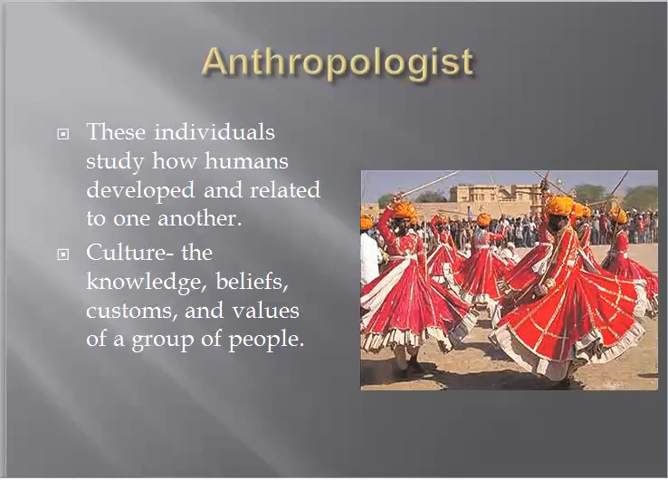 Anthropologist
These individuals
study how humans
developed and related
to one another.
Culture- the
knowledge, beliefs,
customs, and values
of a group of people.